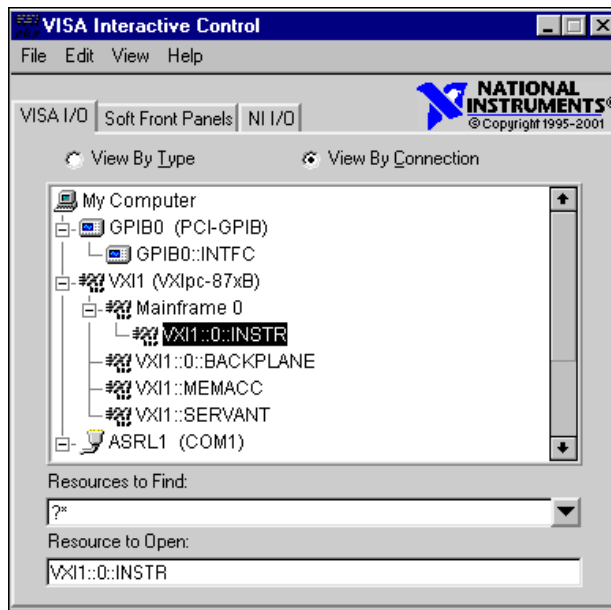 VISA Interactive Control
File Edit View Help
NATIONAL
INSTRUMENTS®
© Copyright 1995-2001
VISA I/O Soft Front Panels NI I/O
View By Type View By Connection
My Computer
GPIB0 (PCI-GPIB)
GPIB0::INTFC
VXI1 (VXIpc-87xB)
Mainframe 0
VXI1::0::INSTR
VXI1::0::BACKPLANE
VXI1::MEMACC
VXI1::SERVANT
ASRL1 (COM1)
Resources to Find:
?*
Resource to Open:
VXI1::0::INSTR